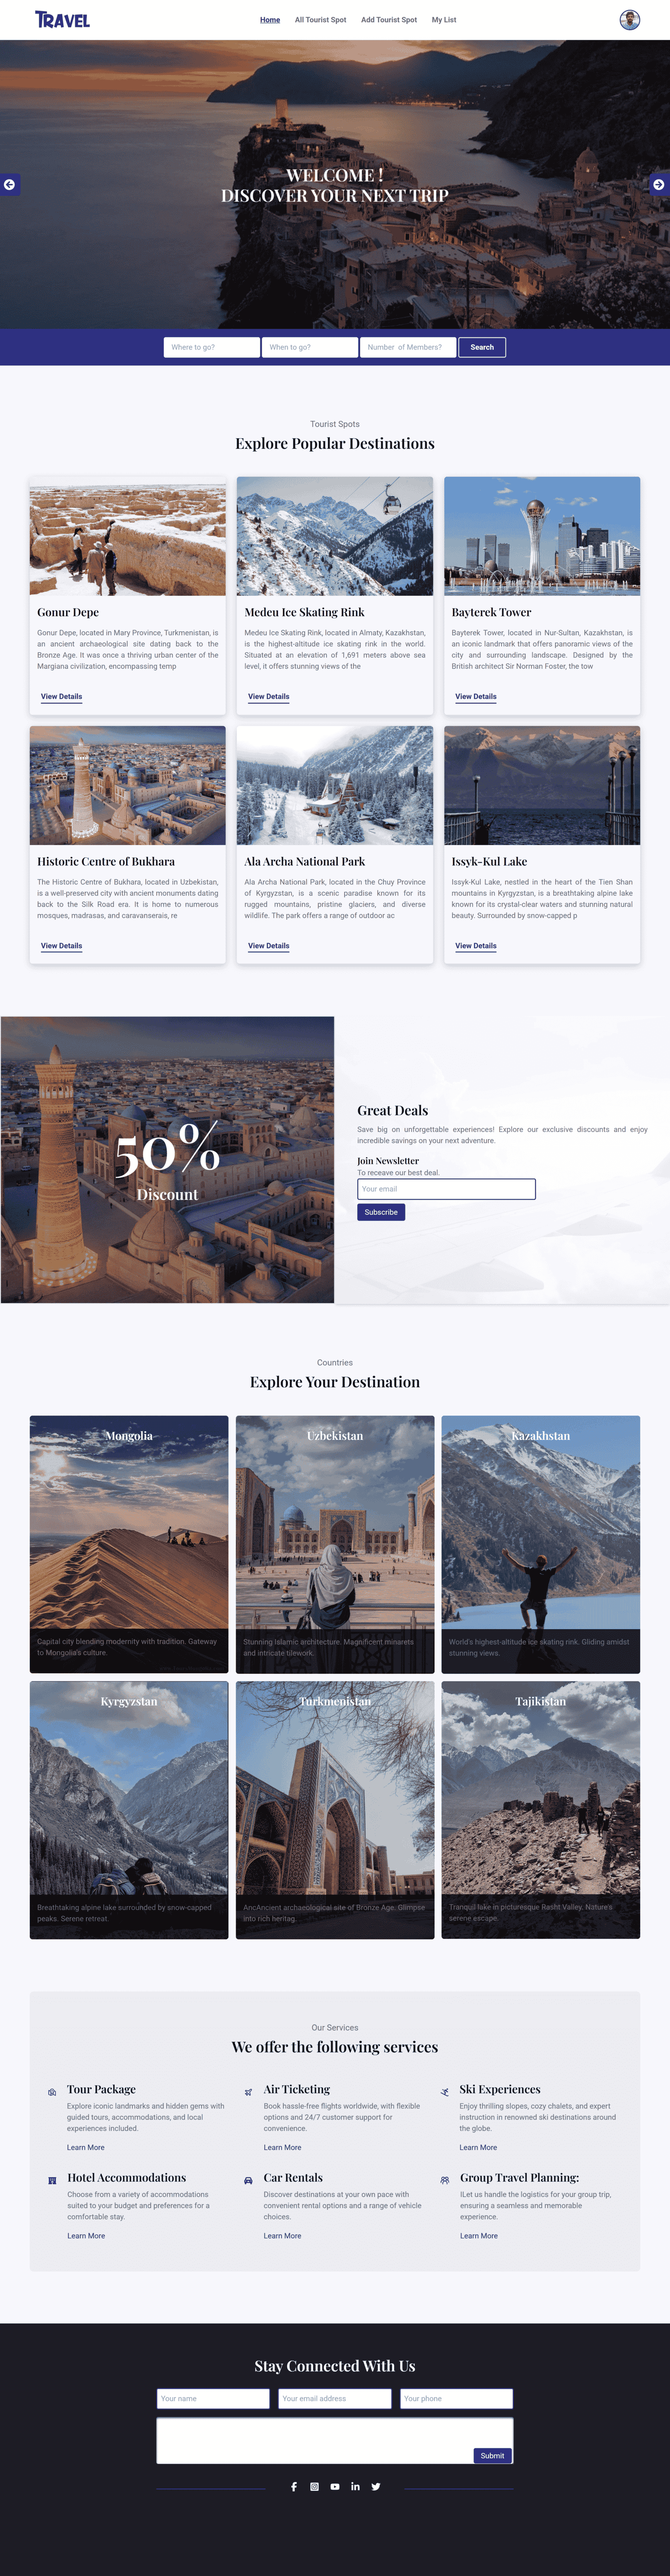 TRAVEL
Home All Tourist Spot Add Tourist Spot My List
WELCOME !
DISCOVER YOUR NEXT TRIP
Where to go? When to go? Number of Members? Search
Tourist Spots
Explore Popular Destinations
Gonur Depe
Gonur Depe, located in Mary Province, Turkmenistan, is
an ancient archaeological site dating back to the
Bronze Age. It was once a thriving urban center of the
Margiana civilization, encompassing temp
View Details
Medeu Ice Skating Rink
Medeu Ice Skating Rink, located in Almaty, Kazakhstan,
is the highest-altitude ice skating rink in the world.
Situated at an elevation of 1,691 meters above sea
level, it offers stunning views of the
View Details
Bayterek Tower
Bayterek Tower, located in Nur-Sultan, Kazakhstan, is
an iconic landmark that offers panoramic views of the
city and surrounding landscape. Designed by the
British architect Sir Norman Foster, the tow
View Details
Historic Centre of Bukhara
The Historic Centre of Bukhara, located in Uzbekistan,
is a well-preserved city with ancient monuments dating
back to the Silk Road era. It is home to numerous
mosques, madrasas, and caravanserais, re
View Details
Ala Archa National Park
Ala Archa National Park, located in the Chuy Province
of Kyrgyzstan, is a scenic paradise known for its
rugged mountains, pristine glaciers, and diverse
wildlife. The park offers a range of outdoor ac
View Details
Issyk-Kul Lake
Issyk-Kul Lake, nestled in the heart of the Tien Shan
mountains in Kyrgyzstan, is a breathtaking alpine lake
known for its crystal-clear waters and stunning natural
beauty. Surrounded by snow-capped p
View Details
50%
Discount
Great Deals
Save big on unforgettable experiences! Explore our exclusive discounts and enjoy
incredible savings on your next adventure.
Join Newsletter
To receave our best deal.
Your email
Subscribe
Countries
Explore Your Destination
Mongolia
Capital city blending modernity with tradition. Gateway
to Mongolia's culture.
Uzbekistan
Stunning Islamic architecture. Magnificent minarets
and intricate tilework.
Kazakhstan
World's highest-altitude ice skating rink. Gliding amidst
stunning views.
Kyrgyzstan
Breathtaking alpine lake surrounded by snow-capped
peaks. Serene retreat.
Turkmenistan
AncAncient archaeological site of Bronze Age. Glimpse
into rich heritag.
Tajikistan
Tranquil lake in picturesque Rasht Valley. Nature's
serene escape.
Our Services
We offer the following services
Tour Package
Explore iconic landmarks and hidden gems with
guided tours, accommodations, and local
experiences included.
Learn More
Air Ticketing
Book hassle-free flights worldwide, with flexible
options and 24/7 customer support for
convenience.
Learn More
Ski Experiences
Enjoy thrilling slopes, cozy chalets, and expert
instruction in renowned ski destinations around
the globe.
Learn More
Hotel Accommodations
Choose from a variety of accommodations
suited to your budget and preferences for a
comfortable stay.
Learn More
Car Rentals
Discover destinations at your own pace with
convenient rental options and a range of vehicle
choices.
Learn More
Group Travel Planning:
lLet us handle the logistics for your group trip,
ensuring a seamless and memorable
experience.
Learn More
Stay Connected With Us
Your name Your email address Your phone
Submit